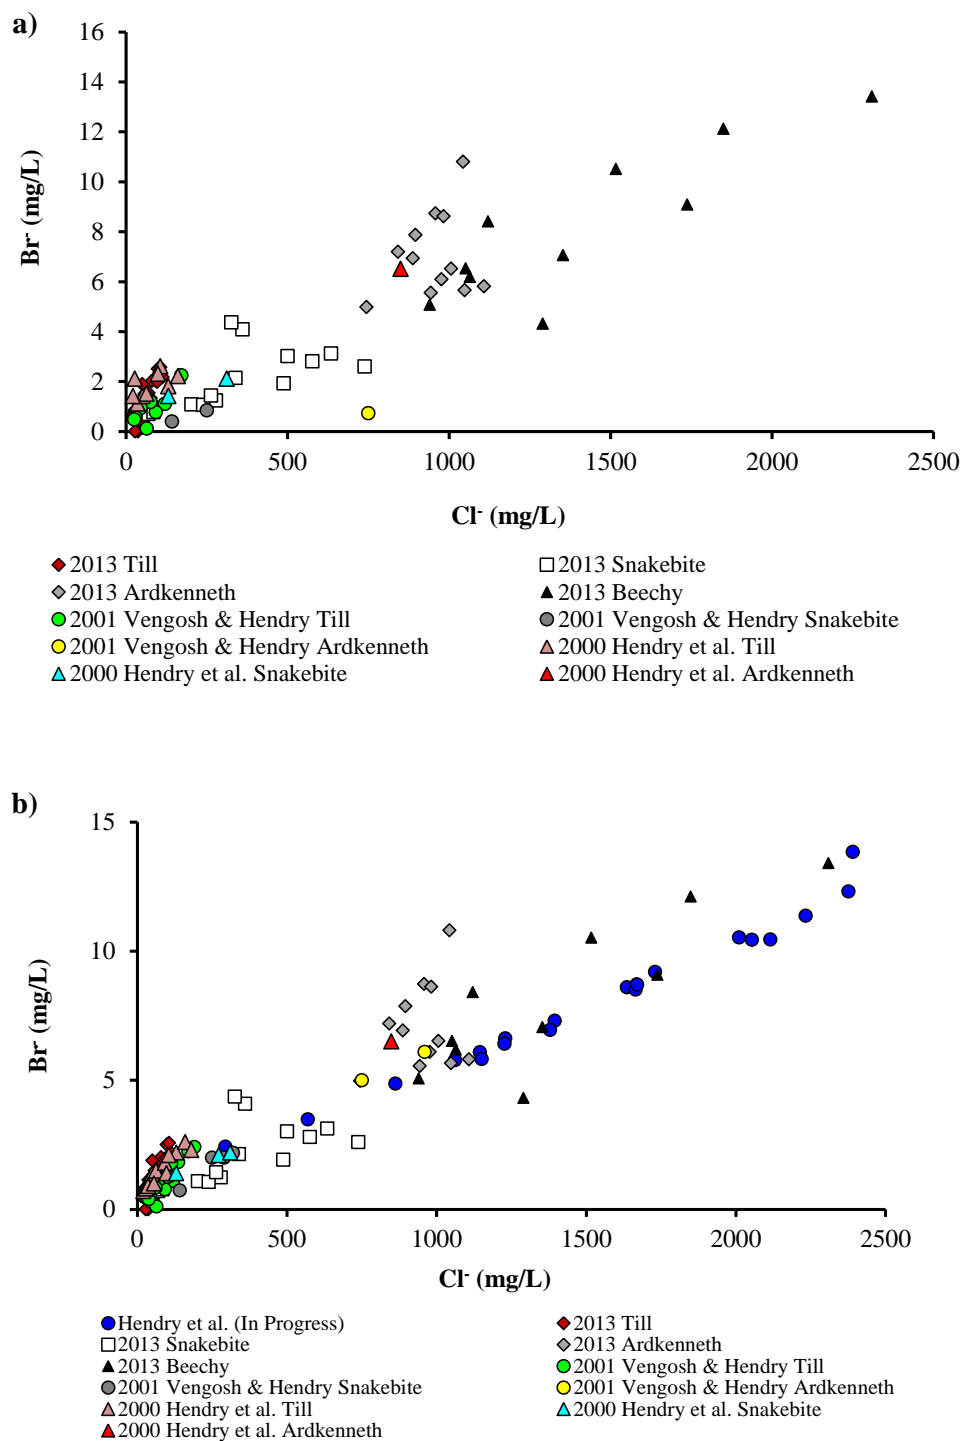 a)
16
14
12
10
8
6
4
2
0
Br- (mg/L)
0 500 1000 1500 2000 2500
Cl- (mg/L)
2013 Till 2013 Snakebite
2013 Ardkenneth 2013 Beechy
2001 Vengosh & Hendry Till 2001 Vengosh & Hendry Snakebite
2001 Vengosh & Hendry Ardkenneth 2000 Hendry et al. Till
2000 Hendry et al. Snakebite 2000 Hendry et al. Ardkenneth
b)
15
10
5
0
Br- (mg/L)
0 500 1000 1500 2000 2500
Cl- (mg/L)
Hendry et al. (In Progress) 2013 Till
2013 Snakebite 2013 Ardkenneth
2013 Beechy 2001 Vengosh & Hendry Till
2001 Vengosh & Hendry Snakebite 2001 Vengosh & Hendry Ardkenneth
2000 Hendry et al. Till 2000 Hendry et al. Snakebite
2000 Hendry et al. Ardkenneth